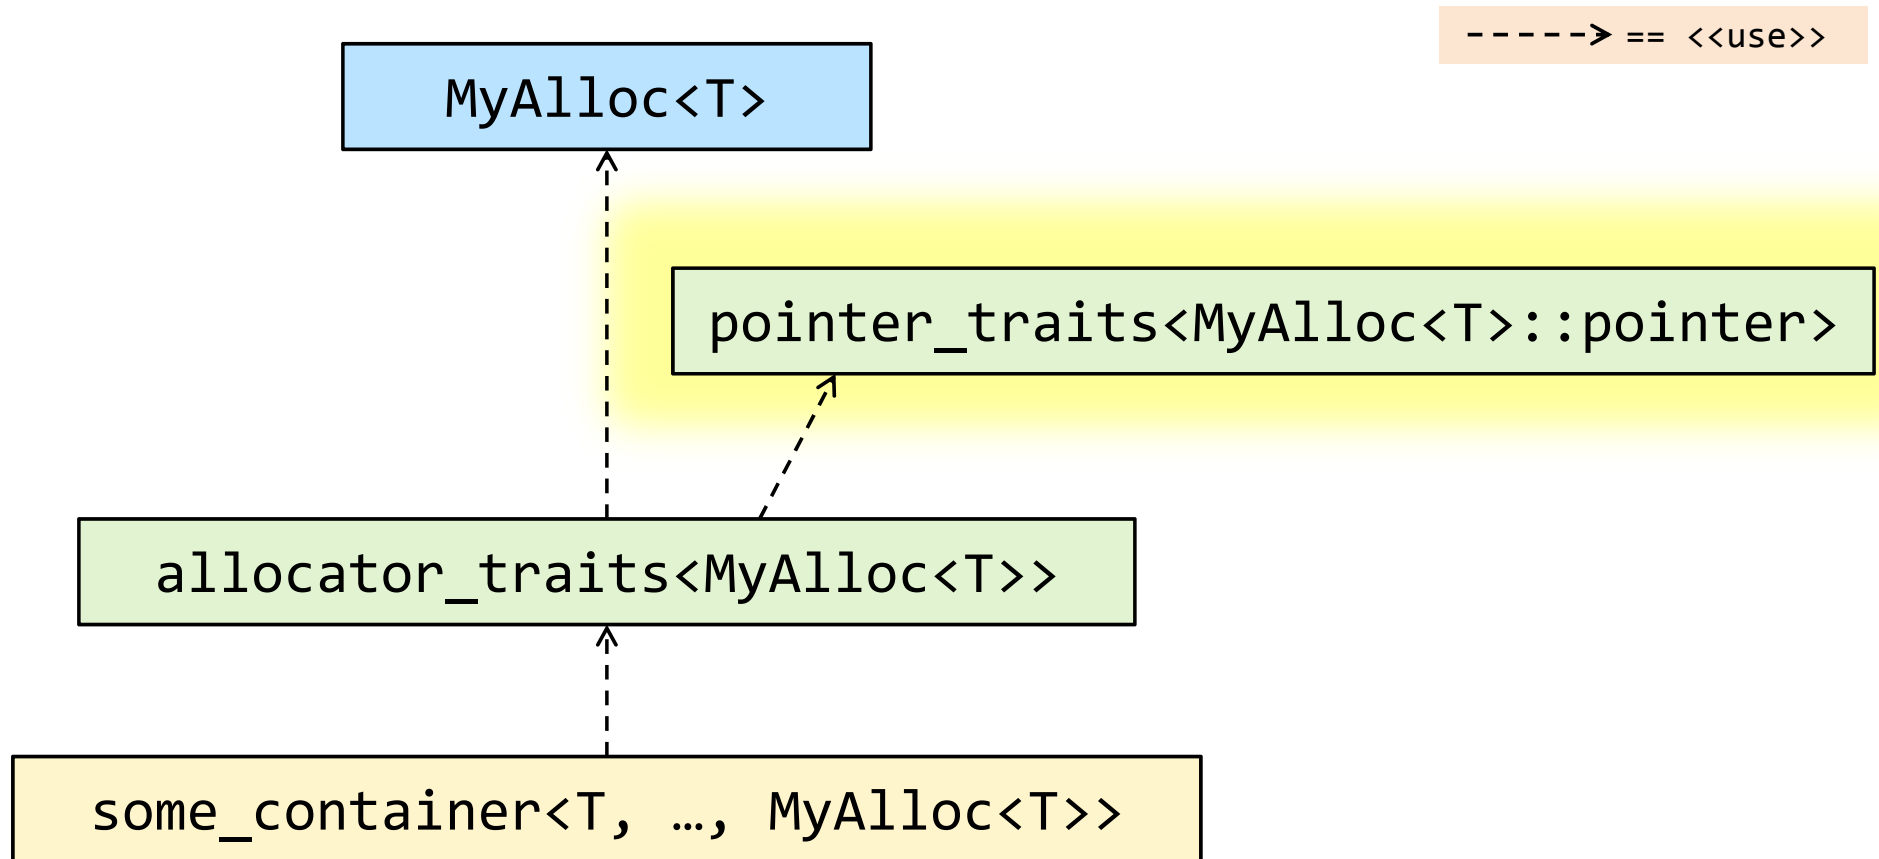 == <<use>>
MyAlloc<T>
pointer_traits<MyAlloc<T>::pointer>
allocator_traits<MyAlloc<T>>
some_container<T, …, MyAlloc<T>>